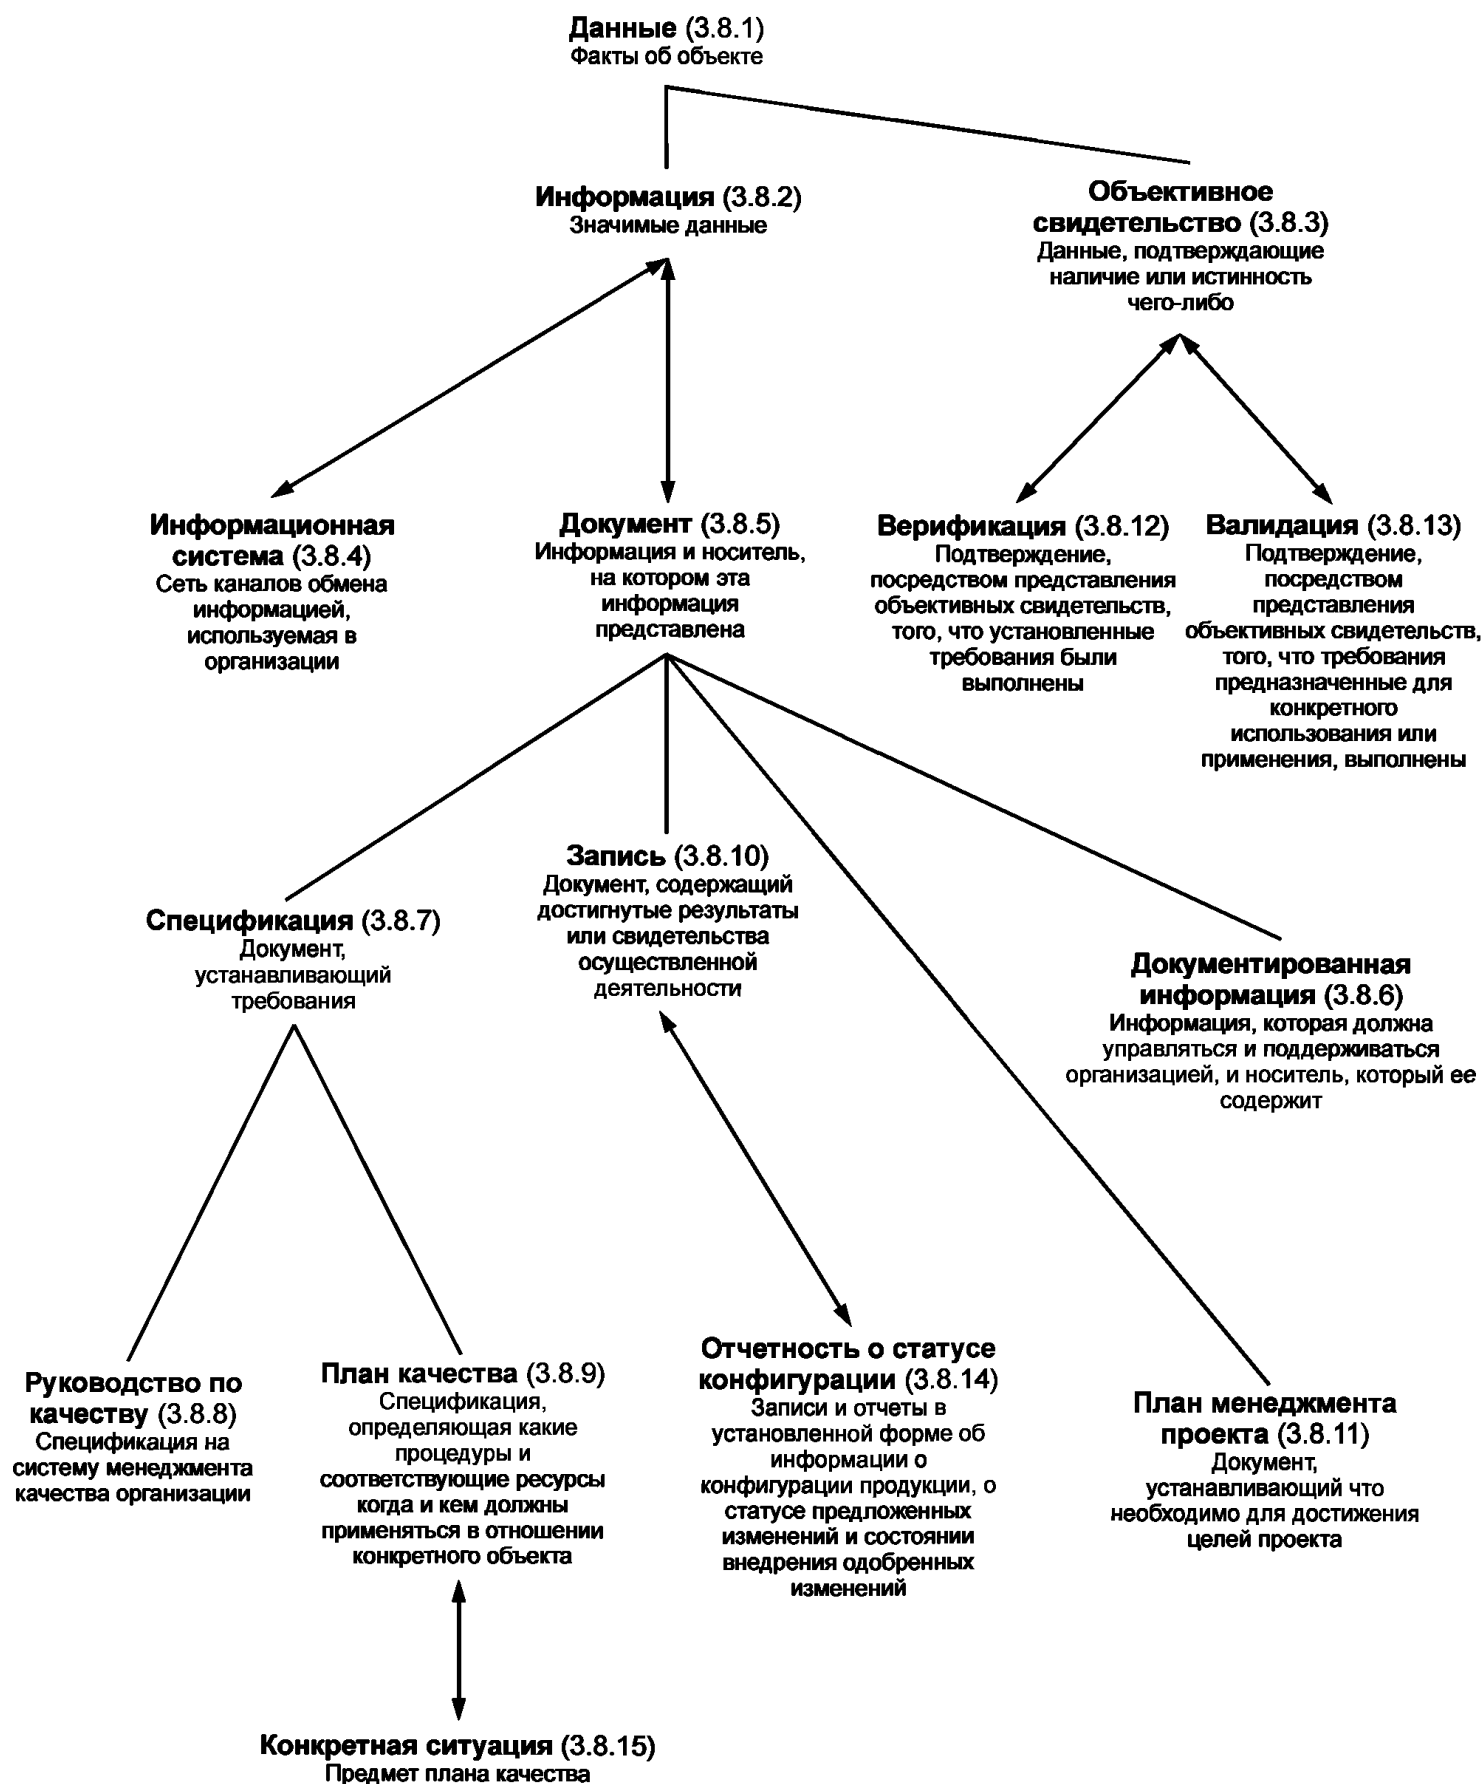 Данные (3.8.1)
Факты об объекте
Информация (3.8.2)
Значимые данные
Объективное
свидетельство (3.8.3)
Данные, подтверждающие
наличие или истинность
чего-либо
Информационная
система (3.8.4)
Сеть каналов обмена
информацией,
используемая в
организации
Документ (3.8.5)
Информация и носитель,
на котором эта
информация
представлена
Верификация (3.8.12)
Подтверждение,
посредством представления
объективных свидетельств,
того, что установленные
требования были
выполнены
Валидация (3.8.13)
Подтверждение,
посредством
представления
объективных свидетельств,
того, что требования
предназначенные для
конкретного
использования или
применения, выполнены
Спецификация (3.8.7)
Документ,
устанавливающий
требования
Запись (3.8.10)
Документ, содержащий
достигнутые результаты
или свидетельства
осуществленной
деятельности
Документированная
информация (3.8.6)
Информация, которая должна
управляться и поддерживаться
организацией, и носитель, который ее
содержит
Руководство по
качеству (3.8.8)
Спецификация на
систему менеджмента
качества организации
План качества (3.8.9)
Спецификация,
определяющая какие
процедуры и
соответствующие ресурсы
когда и кем должны
применяться в отношении
конкретного объекта
Отчетность о статусе
конфигурации (3.8.14)
Записи и отчеты в
установленной форме об
информации о
конфигурации продукции, о
статусе предложенных
изменений и состоянии
внедрения одобренных
изменений
План менеджмента
проекта (3.8.11)
Документ,
устанавливающий что
необходимо для достижения
целей проекта
Конкретная ситуация (3.8.15)
Предмет плана качества